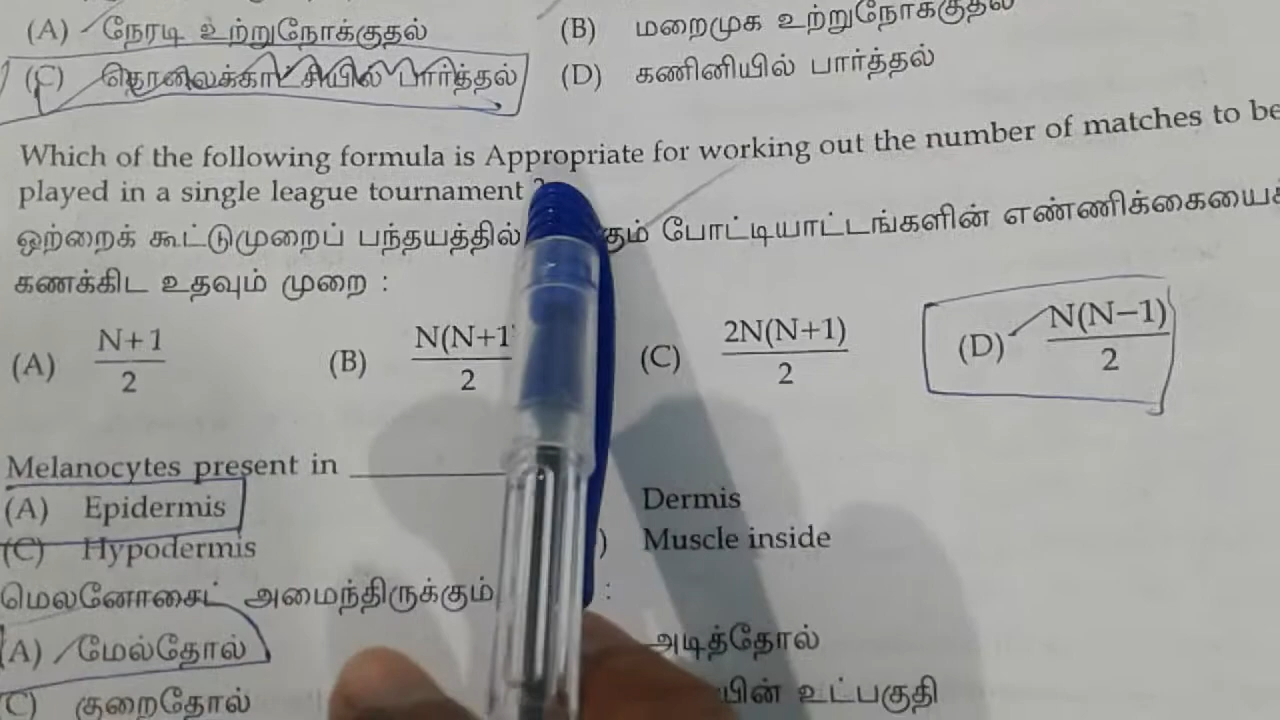 (A) நேரடி உற்றுநோக்குதல் (B) மறைமுக உற்றுநோக்குதல்
(C) தொலைக்காட்சியில் பார்த்தல் (D) கணினியில் பார்த்தல்
Which of the following formula is Appropriate for working out the number of matches to be
played in a single league tournament ?
ஒற்றைக் கூட்டுமுறைப் பந்தயத்தில் போட்டியாட்டங்களின் எண்ணிக்கையைக்
கணக்கிட உதவும் முறை :
(A) N+1/2 (B) N(N+1)/2 (C) 2N(N+1)/2 (D) N(N−1)/2
Melanocytes present in ________
(A) Epidermis Dermis
(C) Hypodermis ) Muscle inside
மெலனோசைட் அமைந்திருக்கும் :
(A) மேல்தோல் அடித்தோல்
(C) குறைதோல் உட்பகுதி